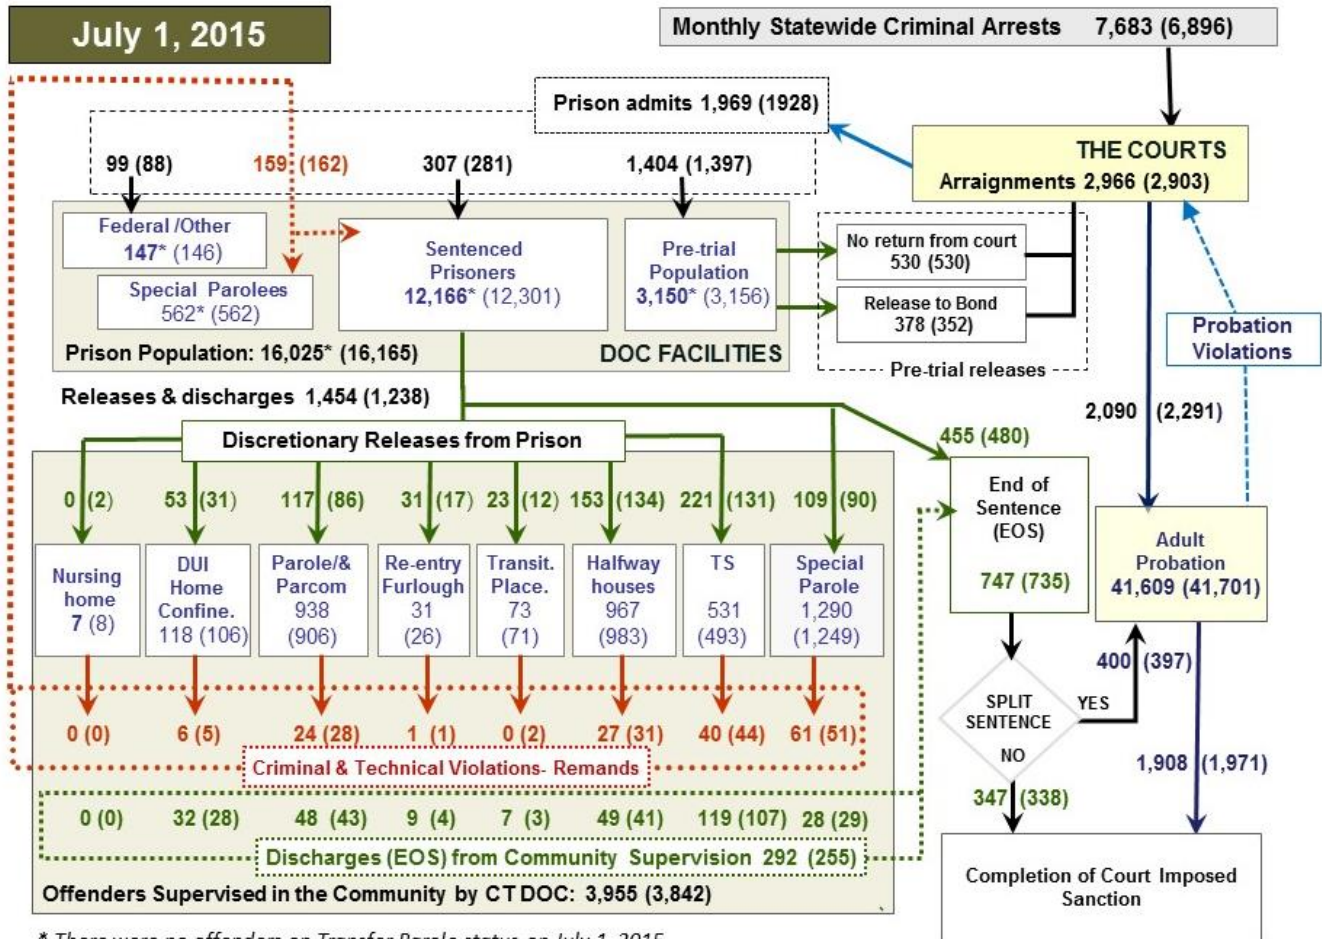 July 1, 2015
Monthly Statewide Criminal Arrests 7,683 (6,896)
Prison admits 1,969 (1928)
THE COURTS
Arraignments 2,966 (2,903)
99 (88)
159 (162)
307 (281)
1,404 (1,397)
Federal /Other
147* (146)
Special Parolees
562* (562)
Sentenced
Prisoners
12,166* (12,301)
Pre-trial
Population
3,150* (3,156)
No return from court
530 (530)
Release to Bond
378 (352)
Pre-trial releases
Probation
Violations
Prison Population: 16,025* (16,165)
DOC FACILITIES
Releases & discharges 1,454 (1,238)
2,090 (2,291)
Discretionary Releases from Prison
455 (480)
0 (2)
53 (31)
117 (86)
31 (17)
23 (12)
153 (134)
221 (131)
109 (90)
End of
Sentence
(EOS)
747 (735)
Adult
Probation
41,609 (41,701)
Nursing
home
7 (8)
DUI
Home
Confine.
118 (106)
Parole/&
Parcom
938
(906)
Re-entry
Furlough
31
(26)
Transit.
Place.
73
(71)
Halfway
houses
967
(983)
TS
531
(493)
Special
Parole
1,290
(1,249)
400 (397)
SPLIT
SENTENCE
YES
NO
0 (0)
6 (5)
24 (28)
1 (1)
0 (2)
27 (31)
40 (44)
61 (51)
Criminal & Technical Violations- Remands
1,908 (1,971)
347 (338)
0 (0)
32 (28)
48 (43)
9 (4)
7 (3)
49 (41)
119 (107)
28 (29)
Discharges (EOS) from Community Supervision 292 (255)
Offenders Supervised in the Community by CT DOC: 3,955 (3,842)
Completion of Court Imposed
Sanction
* There were no offenders on Transfer Parole status on July 1, 2015